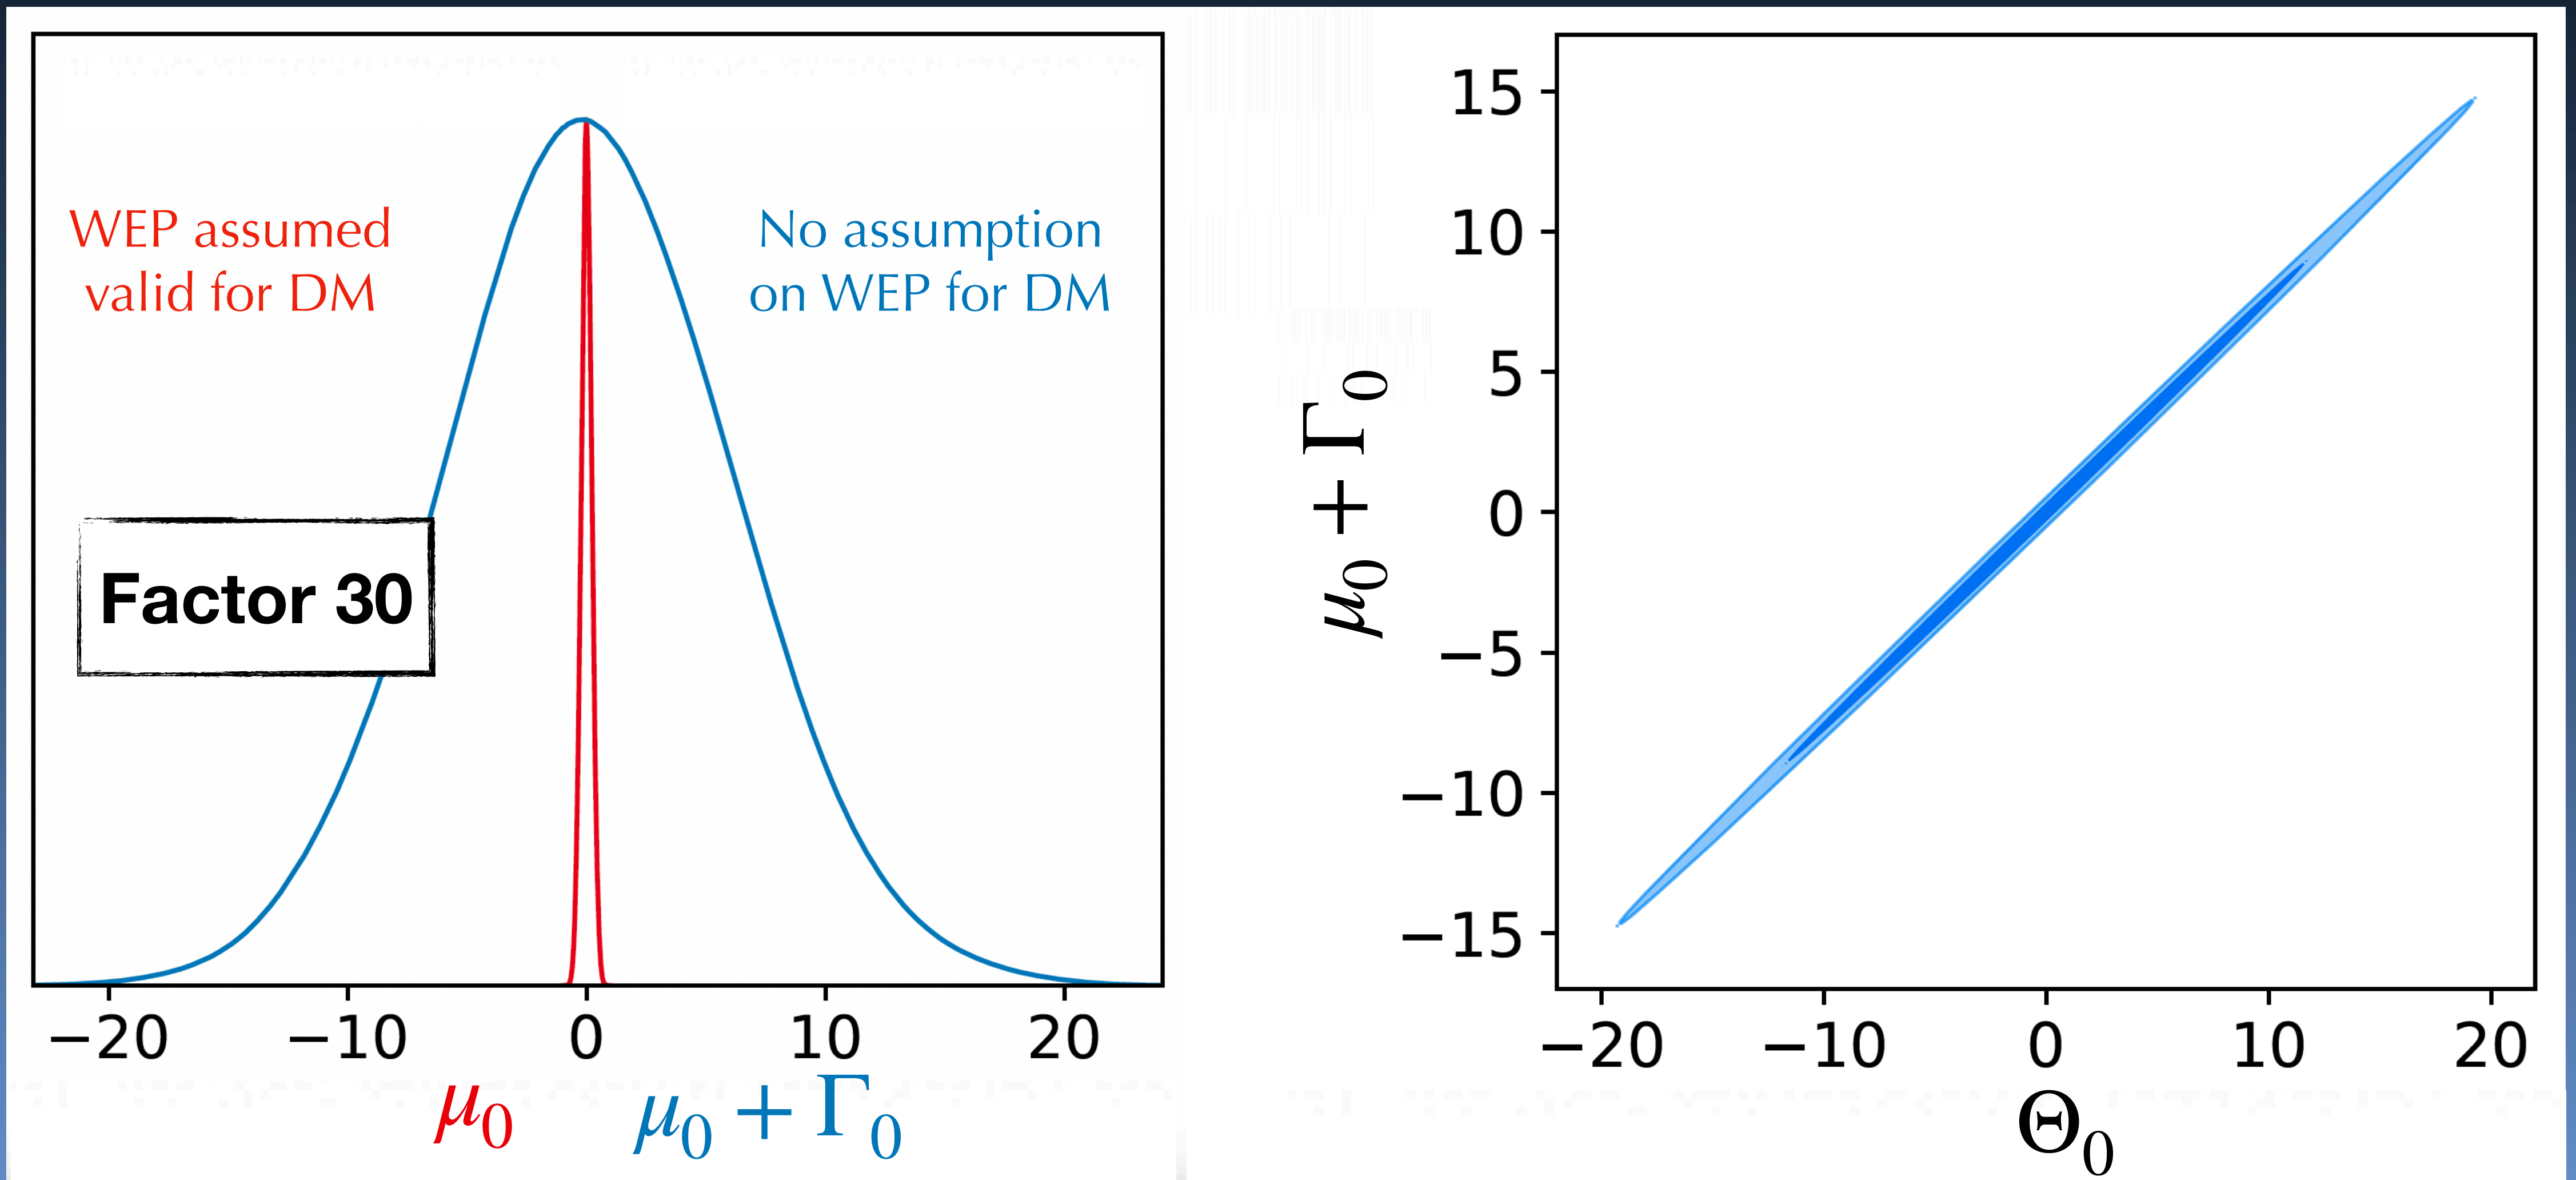 WEP assumed
valid for DM
No assumption
on WEP for DM
Factor 30
−20 −10 0 10 20
μ₀ μ₀ + Γ₀
15
10
5
0
−5
−10
−15
μ₀ + Γ₀
−20 −10 0 10 20
Θ₀